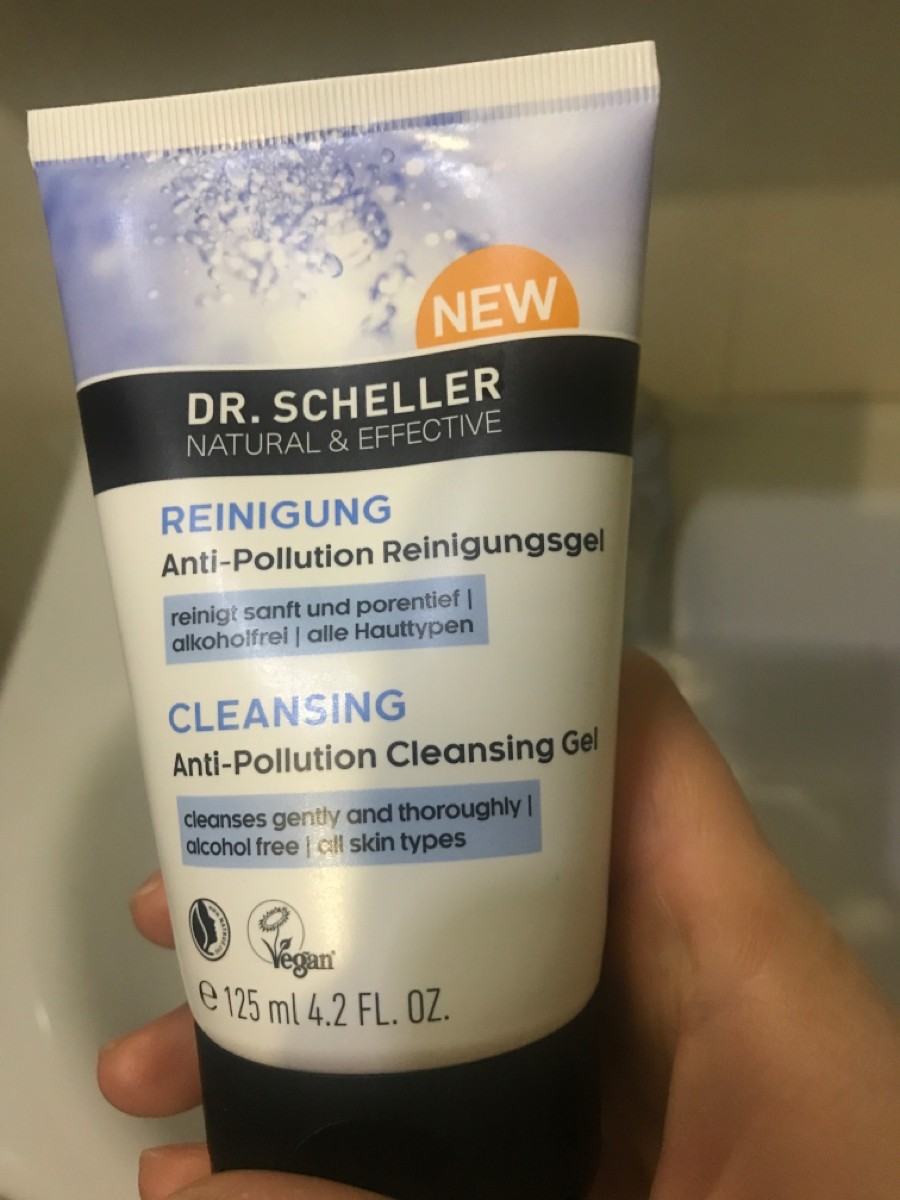 NEW
DR. SCHELLER
NATURAL & EFFECTIVE
REINIGUNG
Anti-Pollution Reinigungsgel
reinigt sanft und porentief |
alkoholfrei | alle Hauttypen
CLEANSING
Anti-Pollution Cleansing Gel
cleanses gently and thoroughly |
alcohol free | all skin types
Vegan
e 125 ml 4.2 FL. OZ.